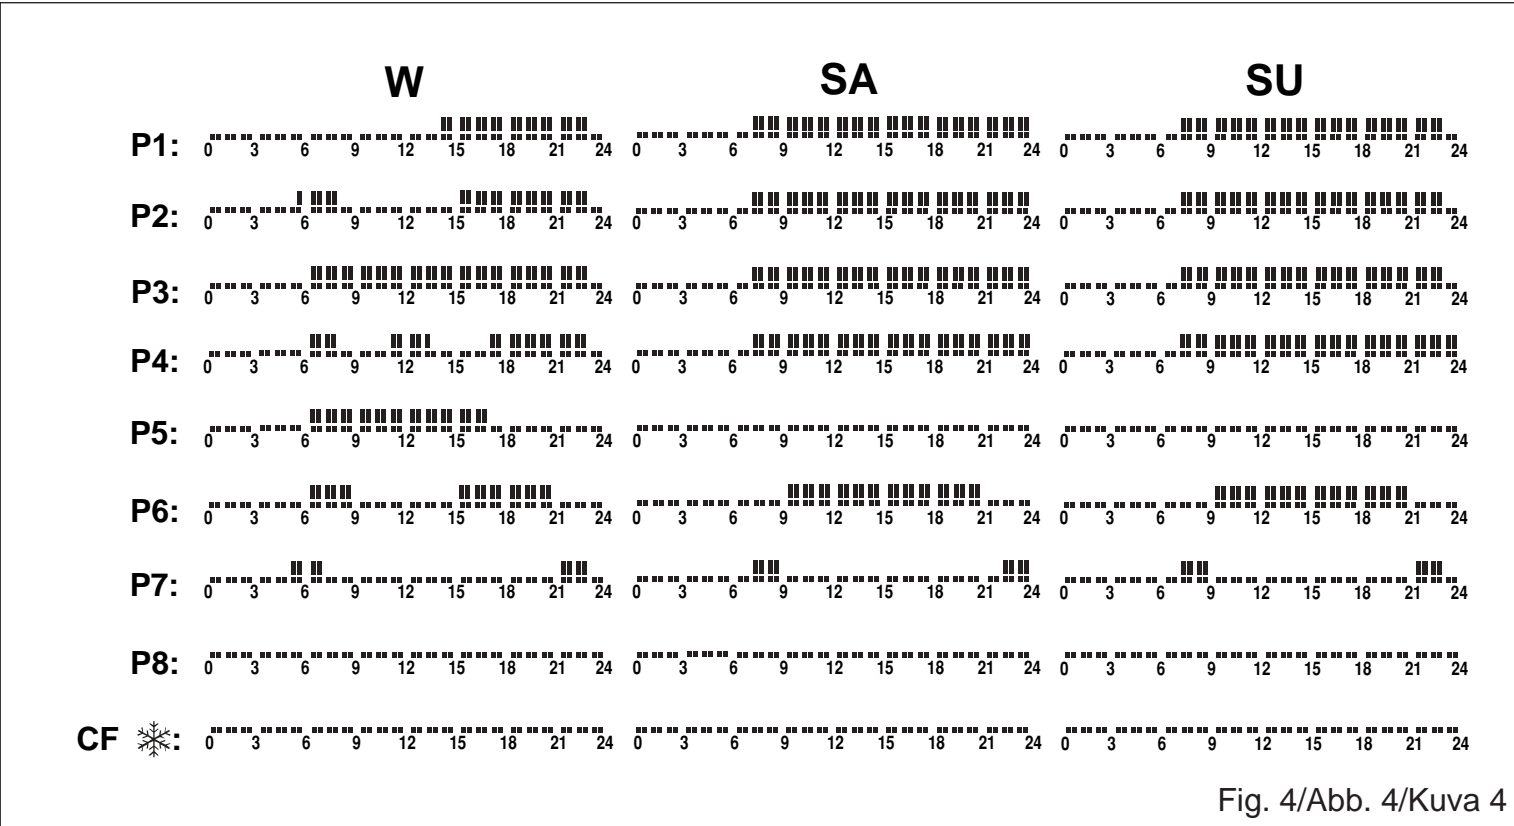 W SA SU
P1: 0 3 6 9 12 15 18 21 24 0 3 6 9 12 15 18 21 24 0 3 6 9 12 15 18 21 24
P2: 0 3 6 9 12 15 18 21 24 0 3 6 9 12 15 18 21 24 0 3 6 9 12 15 18 21 24
P3: 0 3 6 9 12 15 18 21 24 0 3 6 9 12 15 18 21 24 0 3 6 9 12 15 18 21 24
P4: 0 3 6 9 12 15 18 21 24 0 3 6 9 12 15 18 21 24 0 3 6 9 12 15 18 21 24
P5: 0 3 6 9 12 15 18 21 24 0 3 6 9 12 15 18 21 24 0 3 6 9 12 15 18 21 24
P6: 0 3 6 9 12 15 18 21 24 0 3 6 9 12 15 18 21 24 0 3 6 9 12 15 18 21 24
P7: 0 3 6 9 12 15 18 21 24 0 3 6 9 12 15 18 21 24 0 3 6 9 12 15 18 21 24
P8: 0 3 6 9 12 15 18 21 24 0 3 6 9 12 15 18 21 24 0 3 6 9 12 15 18 21 24
CF : 0 3 6 9 12 15 18 21 24 0 3 6 9 12 15 18 21 24 0 3 6 9 12 15 18 21 24
Fig. 4/Abb. 4/Kuva 4